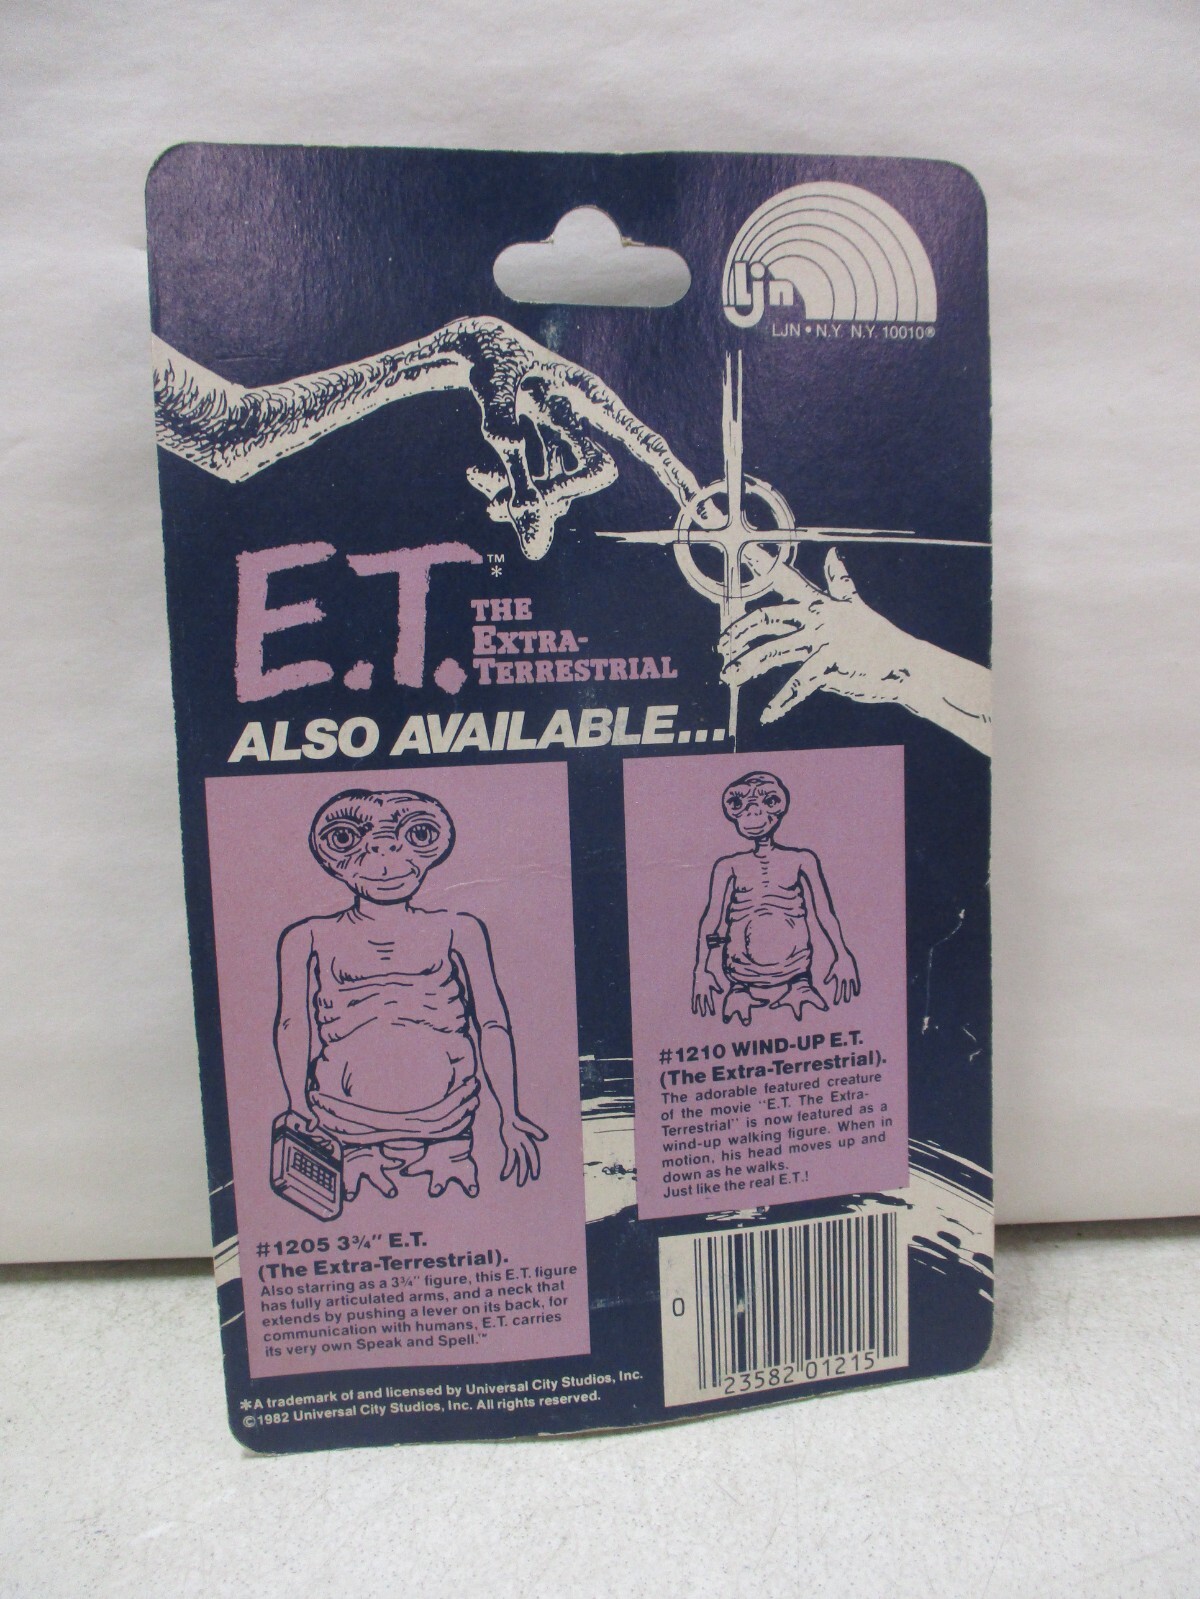 ljn
LJN • N.Y. N.Y. 10010®
E.T.™*
THE
EXTRA-
TERRESTRIAL
ALSO AVAILABLE...
#1205 3¾" E.T.
(The Extra-Terrestrial).
Also starring as a 3¾" figure, this E.T. figure
has fully articulated arms, and a neck that
extends by pushing a lever on its back, for
communication with humans, E.T. carries
its very own Speak and Spell.™
#1210 WIND-UP E.T.
(The Extra-Terrestrial).
The adorable featured creature
of the movie "E.T. The Extra-
Terrestrial" is now featured as a
wind-up walking figure. When in
motion, his head moves up and
down as he walks.
Just like the real E.T.!
0 23582 01215
*A trademark of and licensed by Universal City Studios, Inc.
©1982 Universal City Studios, Inc. All rights reserved.